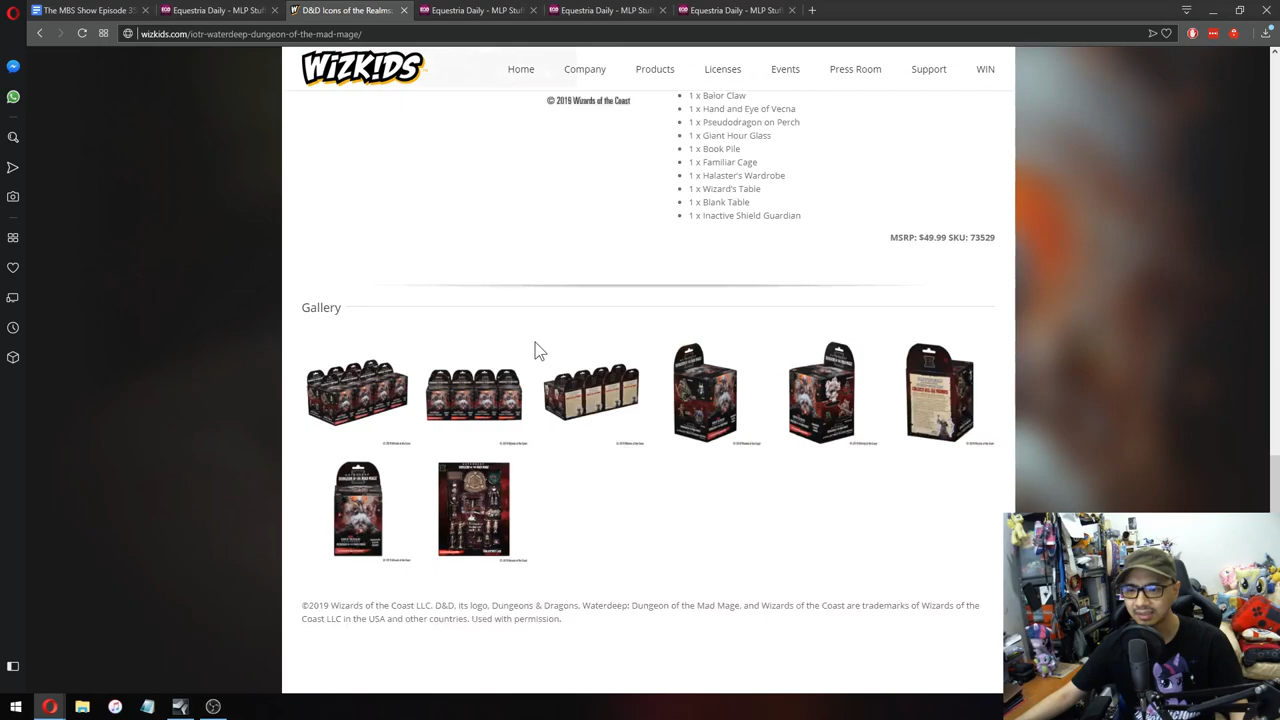 The MBS Show Episode 35
D&D Icons of the Realms
Equestria Daily - MLP Stuf
Equestria Daily - MLP Stuf
Equestria Daily - MLP Stuf
wizkids.com/iotr-waterdeep-dungeon-of-the-mad-mage/
WIZKIDS
Home Company Products Licenses Events Press Room Support WIN
© 2019 Wizards of the Coast
1 x Balor Claw
1 x Hand and Eye of Vecna
1 x Pseudodragon on Perch
1 x Giant Hour Glass
1 x Book Pile
1 x Familiar Cage
1 x Halaster's Wardrobe
1 x Wizard's Table
1 x Blank Table
1 x Inactive Shield Guardian
MSRP: $49.99 SKU: 73529
Gallery
©2019 Wizards of the Coast LLC. D&D, its logo, Dungeons & Dragons, Waterdeep: Dungeon of the Mad Mage, and Wizards of the Coast are trademarks of Wizards of the
Coast LLC in the USA and other countries. Used with permission.